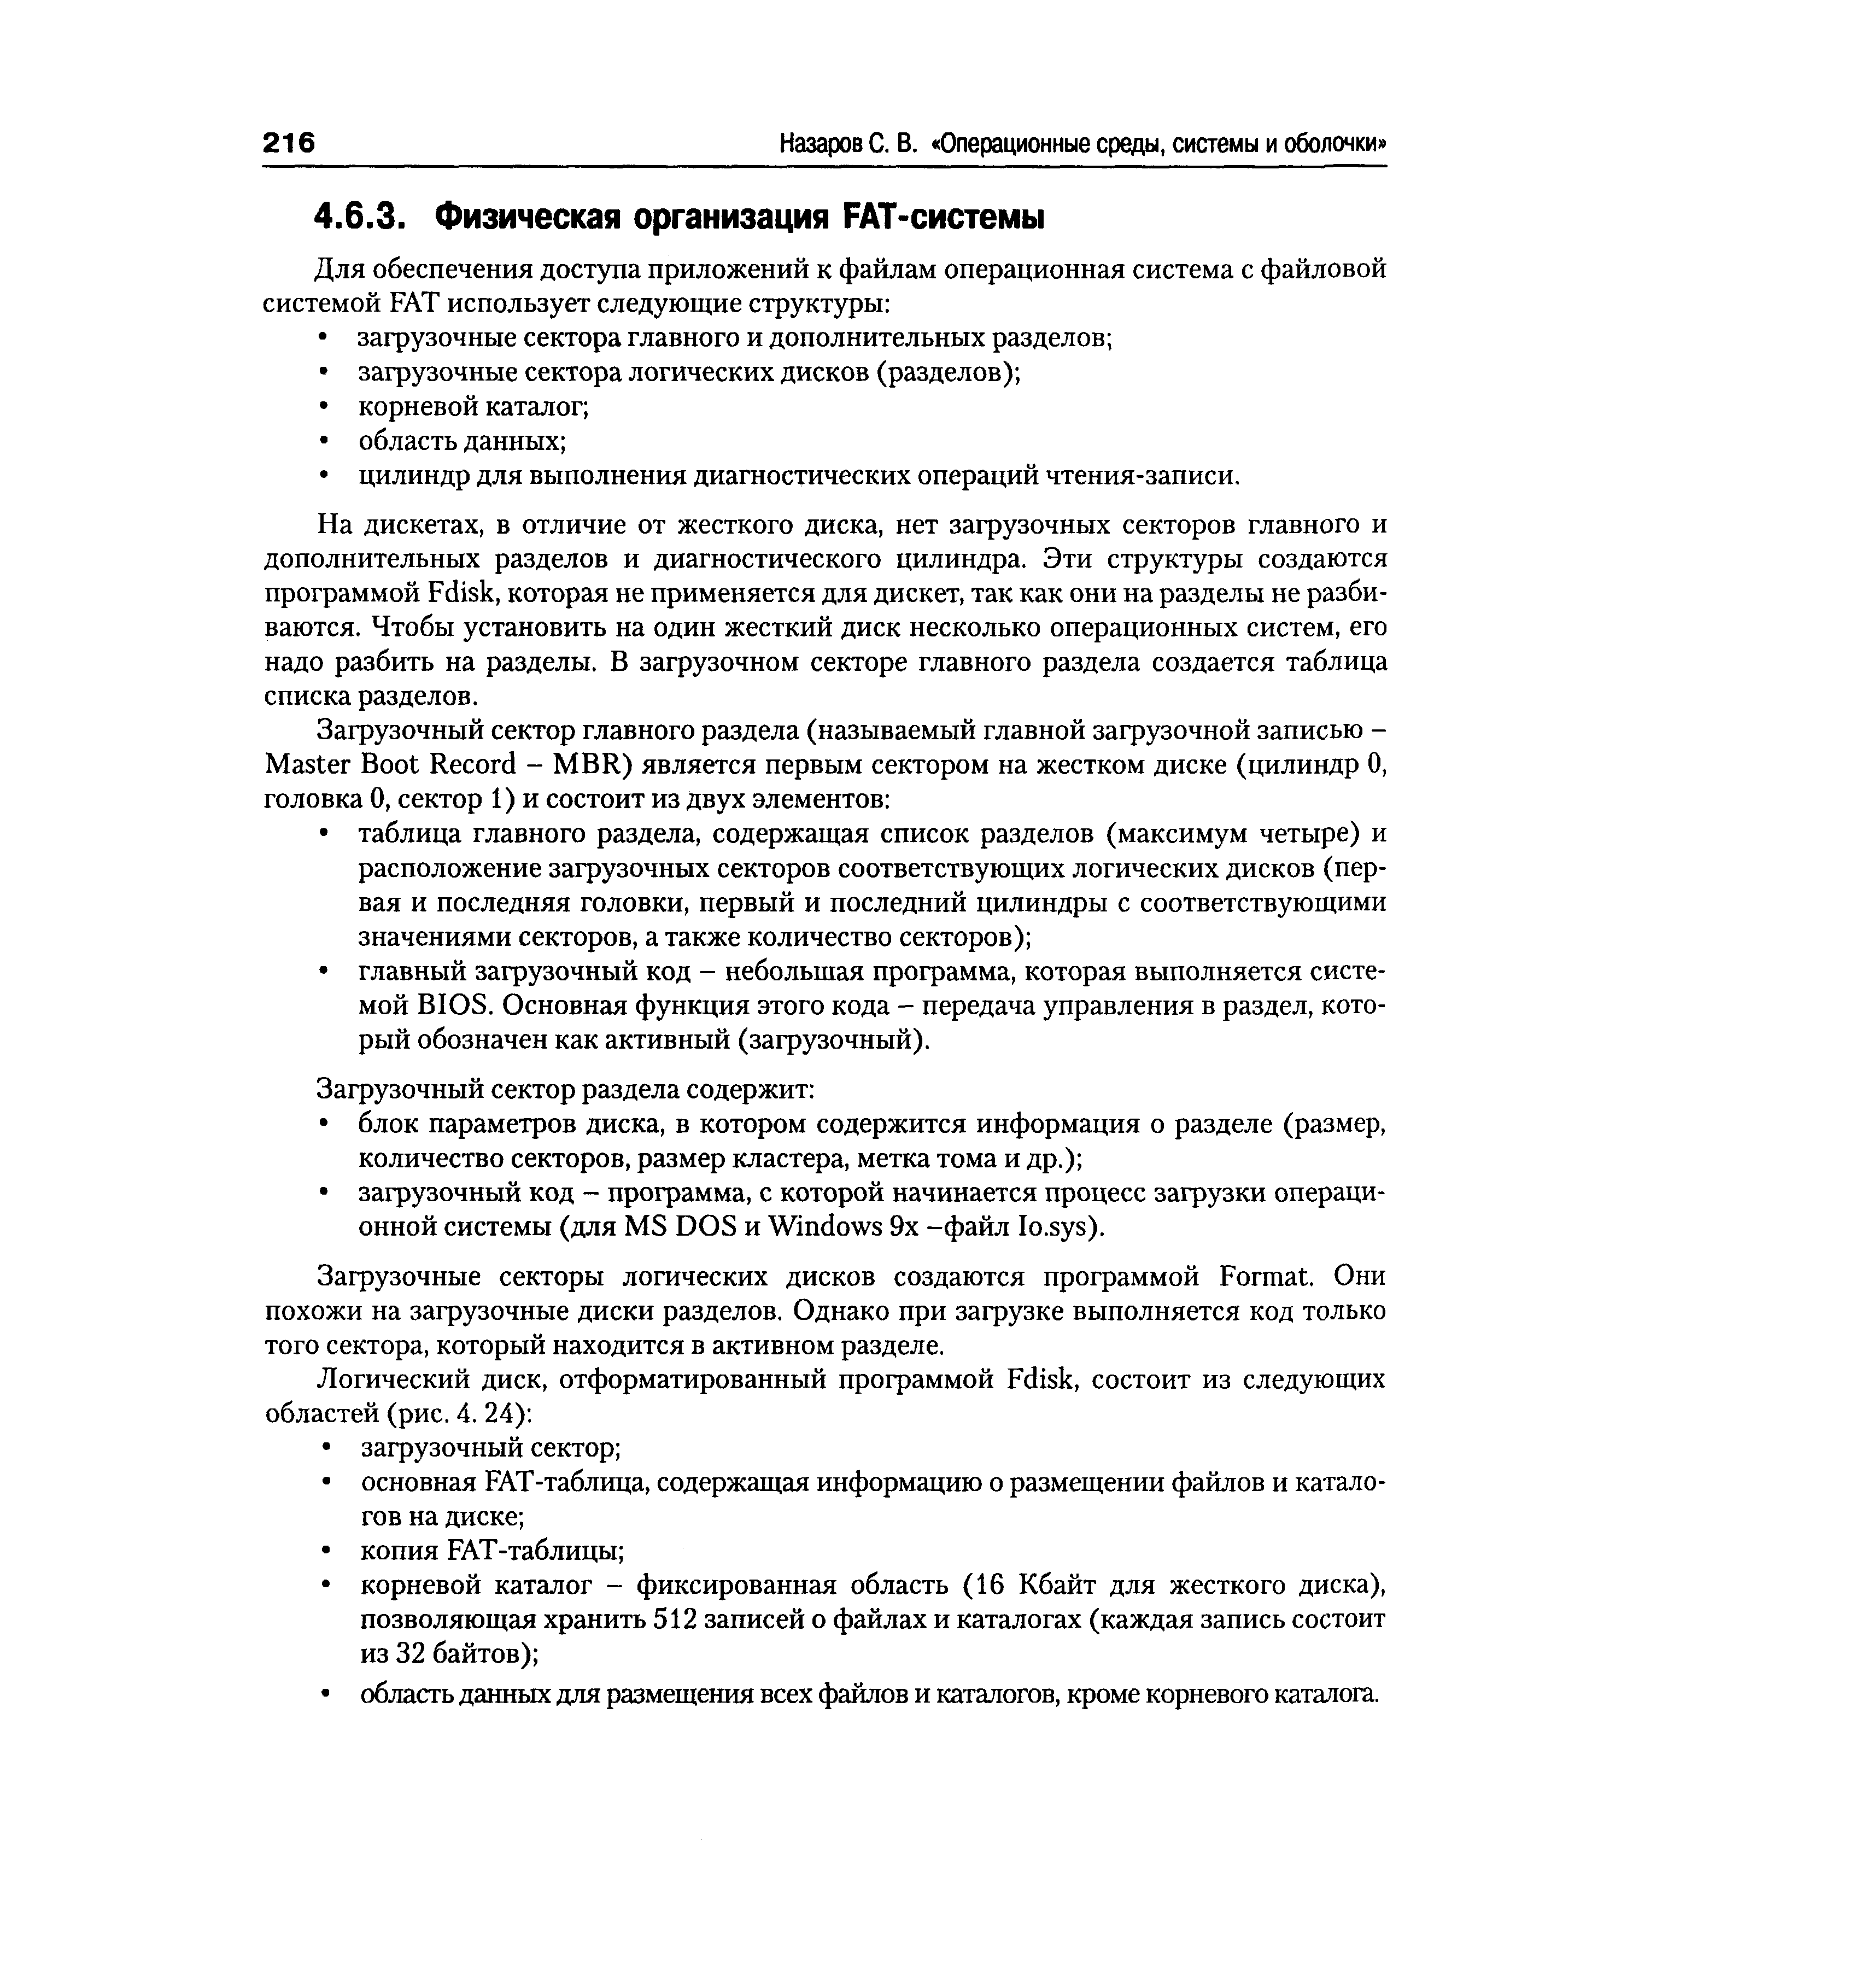 216 Назаров С. В. «Операционные среды, системы и оболочки»
4.6.3. Физическая организация FAT-системы
Для обеспечения доступа приложений к файлам операционная система с файловой
системой FAT использует следующие структуры:
• загрузочные сектора главного и дополнительных разделов;
• загрузочные сектора логических дисков (разделов);
• корневой каталог;
• область данных;
• цилиндр для выполнения диагностических операций чтения-записи.
На дискетах, в отличие от жесткого диска, нет загрузочных секторов главного и
дополнительных разделов и диагностического цилиндра. Эти структуры создаются
программой Fdisk, которая не применяется для дискет, так как они на разделы не разби-
ваются. Чтобы установить на один жесткий диск несколько операционных систем, его
надо разбить на разделы. В загрузочном секторе главного раздела создается таблица
списка разделов.
Загрузочный сектор главного раздела (называемый главной загрузочной записью –
Master Boot Record – MBR) является первым сектором на жестком диске (цилиндр 0,
головка 0, сектор 1) и состоит из двух элементов:
• таблица главного раздела, содержащая список разделов (максимум четыре) и
расположение загрузочных секторов соответствующих логических дисков (пер-
вая и последняя головки, первый и последний цилиндры с соответствующими
значениями секторов, а также количество секторов);
• главный загрузочный код – небольшая программа, которая выполняется систе-
мой BIOS. Основная функция этого кода – передача управления в раздел, кото-
рый обозначен как активный (загрузочный).
Загрузочный сектор раздела содержит:
• блок параметров диска, в котором содержится информация о разделе (размер,
количество секторов, размер кластера, метка тома и др.);
• загрузочный код – программа, с которой начинается процесс загрузки операци-
онной системы (для MS DOS и Windows 9x –файл Io.sys).
Загрузочные секторы логических дисков создаются программой Format. Они
похожи на загрузочные диски разделов. Однако при загрузке выполняется код только
того сектора, который находится в активном разделе.
Логический диск, отформатированный программой Fdisk, состоит из следующих
областей (рис. 4. 24):
• загрузочный сектор;
• основная FAT-таблица, содержащая информацию о размещении файлов и катало-
гов на диске;
• копия FAT-таблицы;
• корневой каталог – фиксированная область (16 Кбайт для жесткого диска),
позволяющая хранить 512 записей о файлах и каталогах (каждая запись состоит
из 32 байтов);
• область данных для размещения всех файлов и каталогов, кроме корневого каталога.